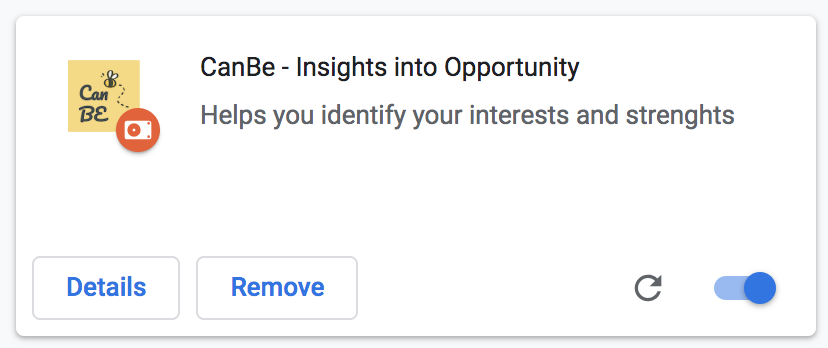 Can
BE
CanBe - Insights into Opportunity
Helps you identify your interests and strenghts
Details
Remove